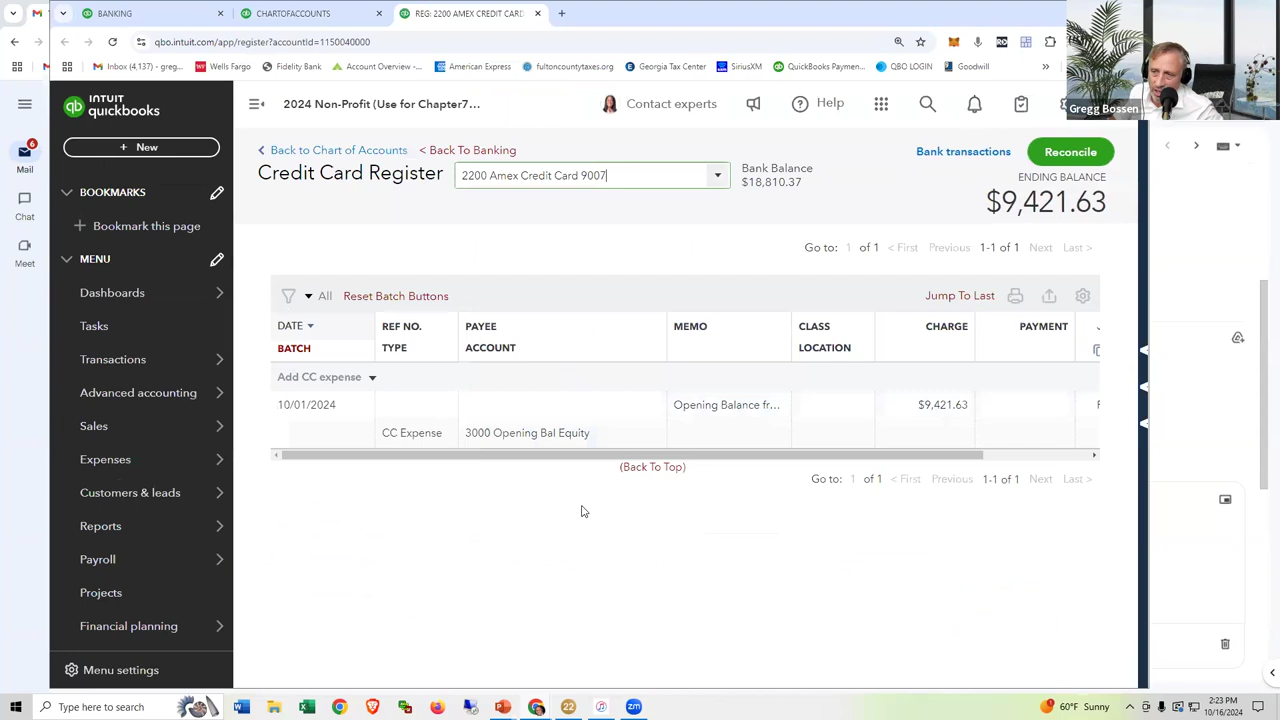 BANKING
CHARTOFACCOUNTS
REG: 2200 AMEX CREDIT CARD
qbo.intuit.com/app/register?accountId=1150040000
Inbox (4,137) - greg...
Wells Fargo
Fidelity Bank
Account Overview -...
American Express
fultoncountytaxes.org
Georgia Tax Center
SiriusXM
QuickBooks Paymen...
QBO LOGIN
Goodwill
»
Gregg Bossen
6
Mail
Chat
Meet
INTUIT
quickbooks
+ New
BOOKMARKS
+ Bookmark this page
MENU
Dashboards
Tasks
Transactions
Advanced accounting
Sales
Expenses
Customers & leads
Reports
Payroll
Projects
Financial planning
Menu settings
2024 Non-Profit (Use for Chapter7...
Contact experts
Help
Back to Chart of Accounts
< Back To Banking
Bank transactions
Reconcile
Credit Card Register
2200 Amex Credit Card 9007
Bank Balance
$18,810.37
ENDING BALANCE
$9,421.63
Go to: 1 of 1 < First Previous 1-1 of 1 Next Last >
All
Reset Batch Buttons
Jump To Last
DATE
REF NO.
PAYEE
MEMO
CLASS
CHARGE
PAYMENT
BATCH
TYPE
ACCOUNT
LOCATION
Add CC expense
10/01/2024
Opening Balance fr...
$9,421.63
CC Expense
3000 Opening Bal Equity
(Back To Top)
Go to: 1 of 1 < First Previous 1-1 of 1 Next Last >
Type here to search
22
zm
60°F Sunny
2:23 PM
10/16/2024